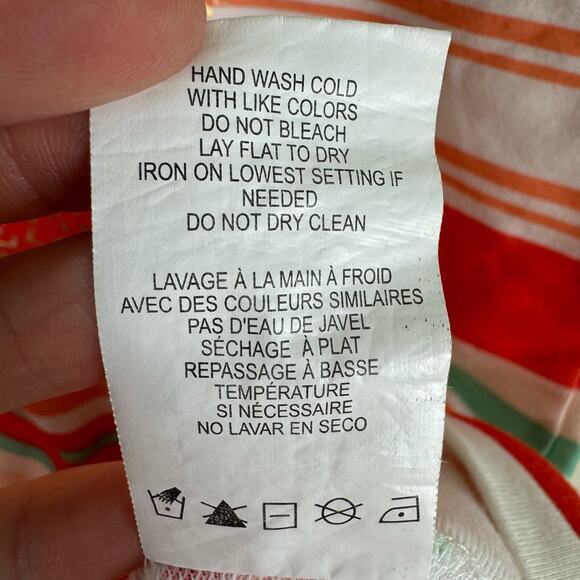 HAND WASH COLD
WITH LIKE COLORS
DO NOT BLEACH
LAY FLAT TO DRY
IRON ON LOWEST SETTING IF
NEEDED
DO NOT DRY CLEAN
LAVAGE À LA MAIN À FROID
AVEC DES COULEURS SIMILAIRES
PAS D'EAU DE JAVEL
SÉCHAGE À PLAT
REPASSAGE À BASSE
TEMPÉRATURE
SI NÉCESSAIRE
NO LAVAR EN SECO